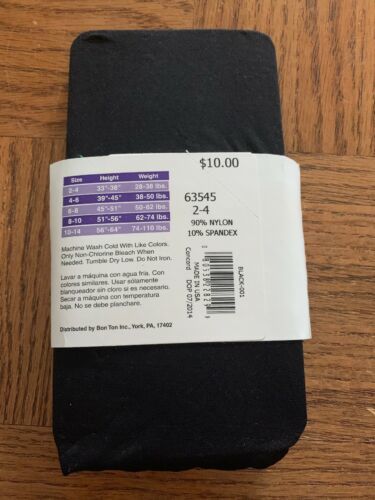 $10.00
Size Height Weight
2-4 33"-38" 28-38 lbs.
4-6 39"-45" 38-50 lbs.
6-8 45"-51" 50-62 lbs.
8-10 51"-56" 62-74 lbs.
10-14 56"-64" 74-110 lbs.
63545
2-4
90% NYLON
10% SPANDEX
Machine Wash Cold With Like Colors.
Only Non-Chlorine Bleach When
Needed. Tumble Dry Low. Do Not Iron.
Lavar a máquina con agua fría. Con
colores similares. Usar sólamente
blanqueador sin cloro si es necesario.
Secar a máquina con temperatura
baja. No se debe planchare.
Distributed by Bon Ton Inc., York, PA, 17402
BLACK-001
MADE IN USA
Concord DOP 07/2014